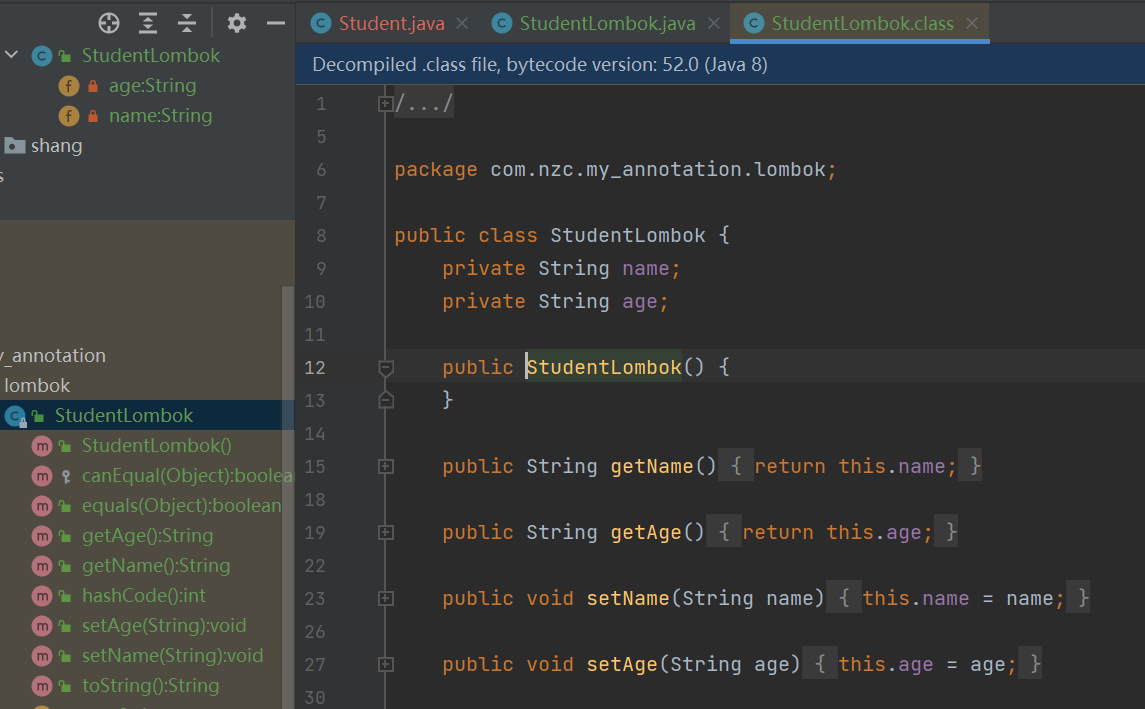 Student.java
StudentLombok.java
StudentLombok.class
StudentLombok
age:String
name:String
shang
s
y_annotation
lombok
StudentLombok
StudentLombok()
canEqual(Object):boolea
equals(Object):boolean
getAge():String
getName():String
hashCode():int
setAge(String):void
setName(String):void
toString():String
Decompiled .class file, bytecode version: 52.0 (Java 8)
1 /.../
5
6 package com.nzc.my_annotation.lombok;
7
8 public class StudentLombok {
9 private String name;
10 private String age;
11
12 public StudentLombok() {
13 }
14
15 public String getName() { return this.name; }
18
19 public String getAge() { return this.age; }
22
23 public void setName(String name) { this.name = name; }
26
27 public void setAge(String age) { this.age = age; }
30